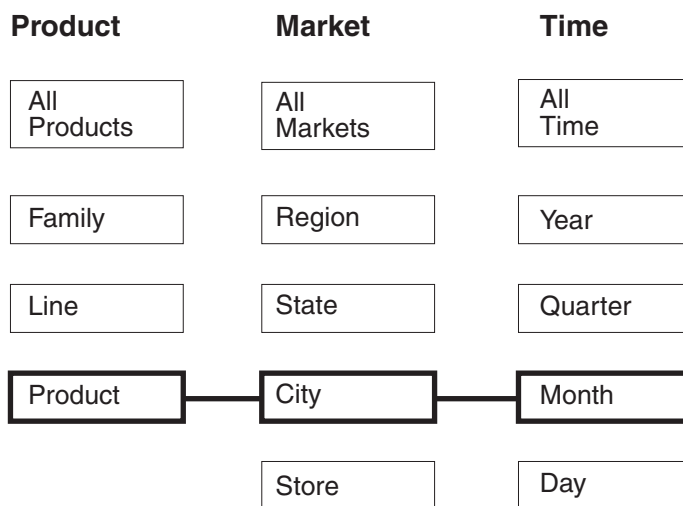 Product
Market
Time
All
Products
All
Markets
All
Time
Family
Region
Year
Line
State
Quarter
Product
City
Month
Store
Day